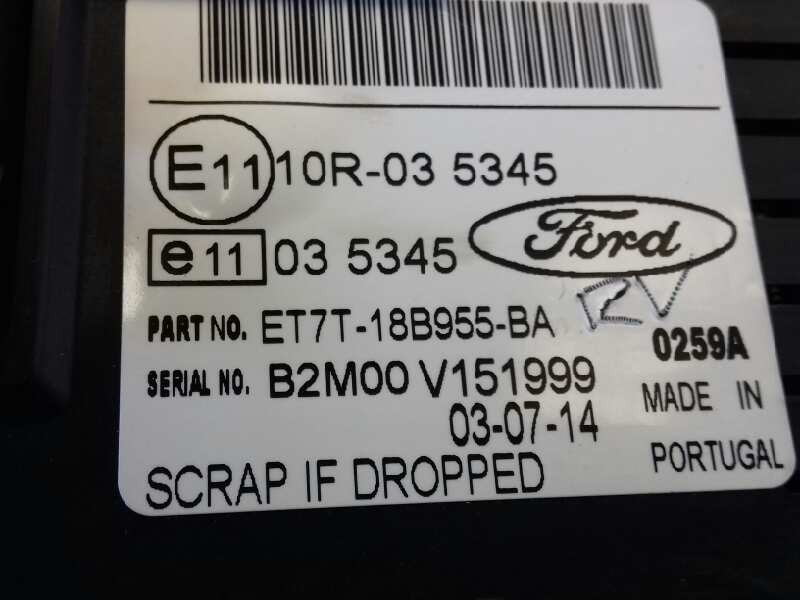 E11 10R-03 5345
e11 03 5345
Ford
PART NO. ET7T-18B955-BA
RV
0259A
SERIAL NO. B2M00 V151999
03-07-14
MADE IN
PORTUGAL
SCRAP IF DROPPED